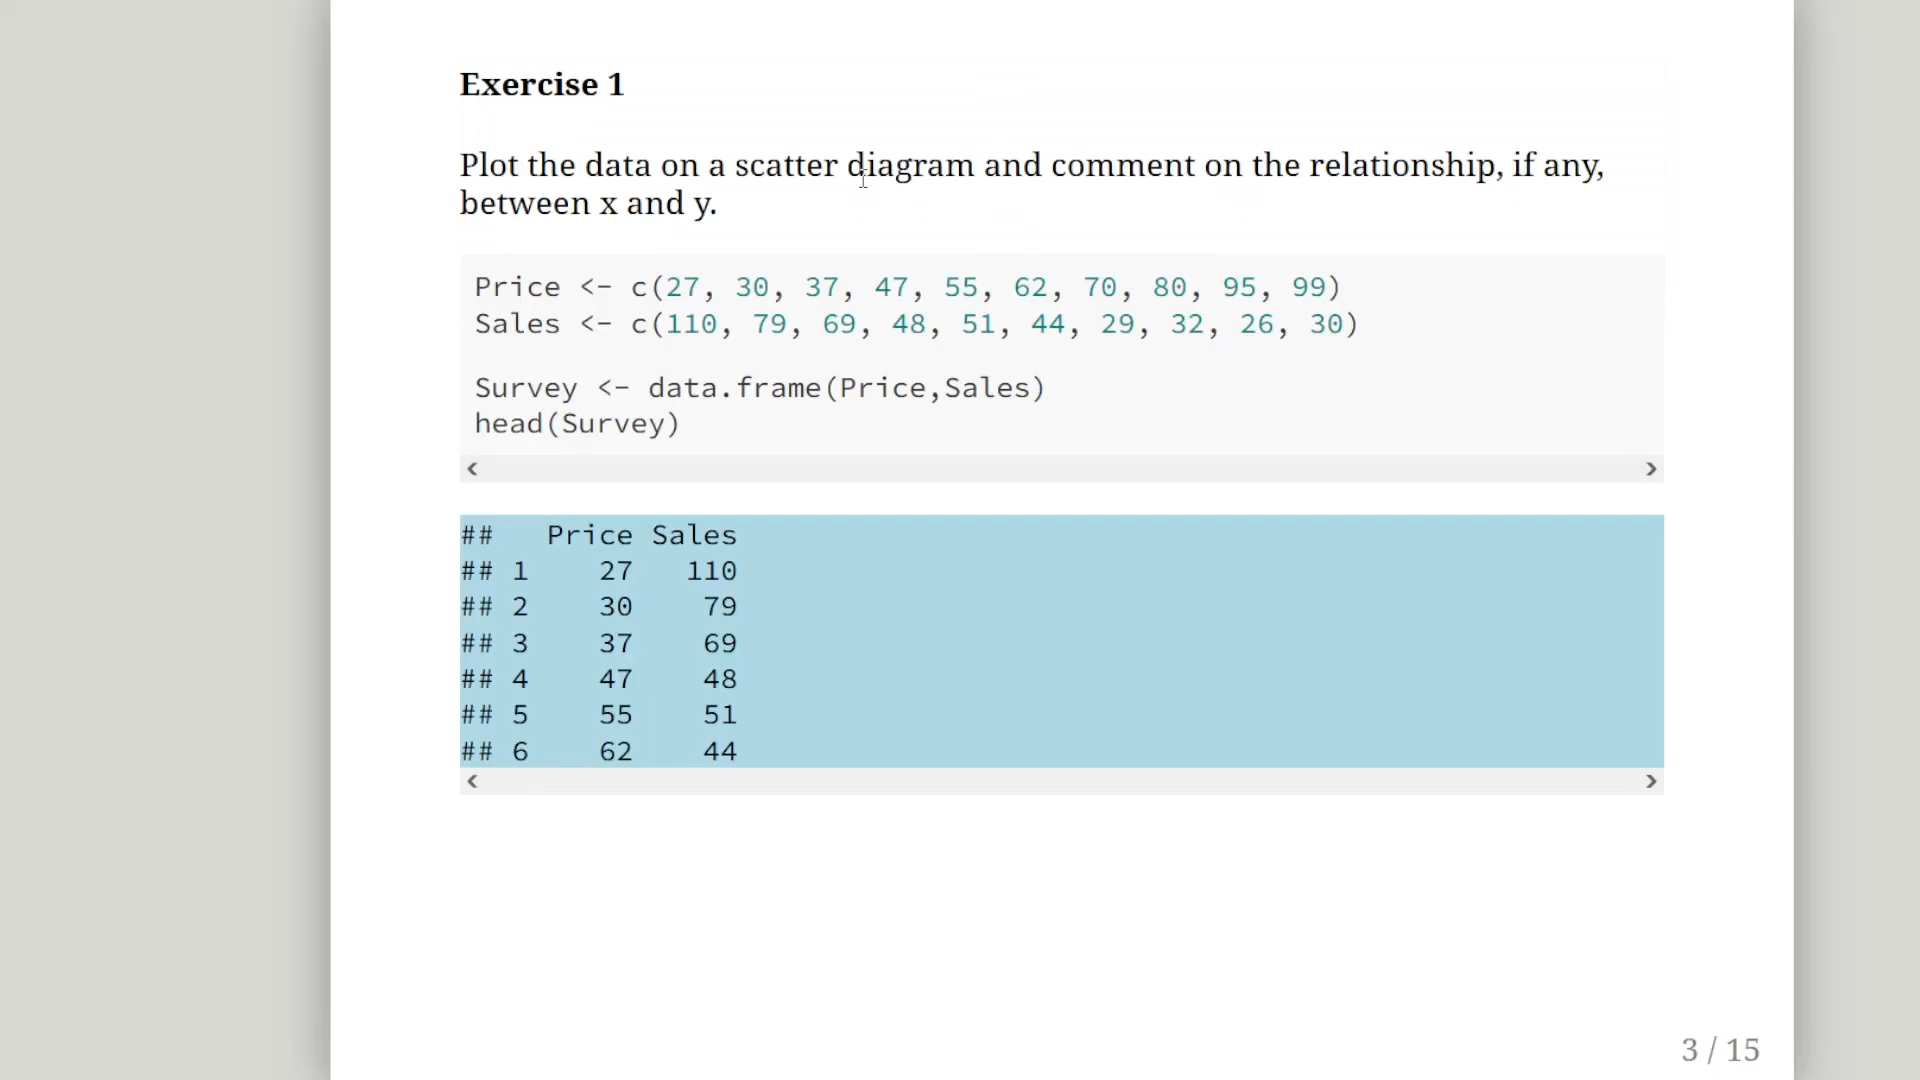 Exercise 1
Plot the data on a scatter diagram and comment on the relationship, if any,
between x and y.
Price <- c(27, 30, 37, 47, 55, 62, 70, 80, 95, 99)
Sales <- c(110, 79, 69, 48, 51, 44, 29, 32, 26, 30)
Survey <- data.frame(Price,Sales)
head(Survey)
##   Price Sales
## 1    27   110
## 2    30    79
## 3    37    69
## 4    47    48
## 5    55    51
## 6    62    44
3 / 15